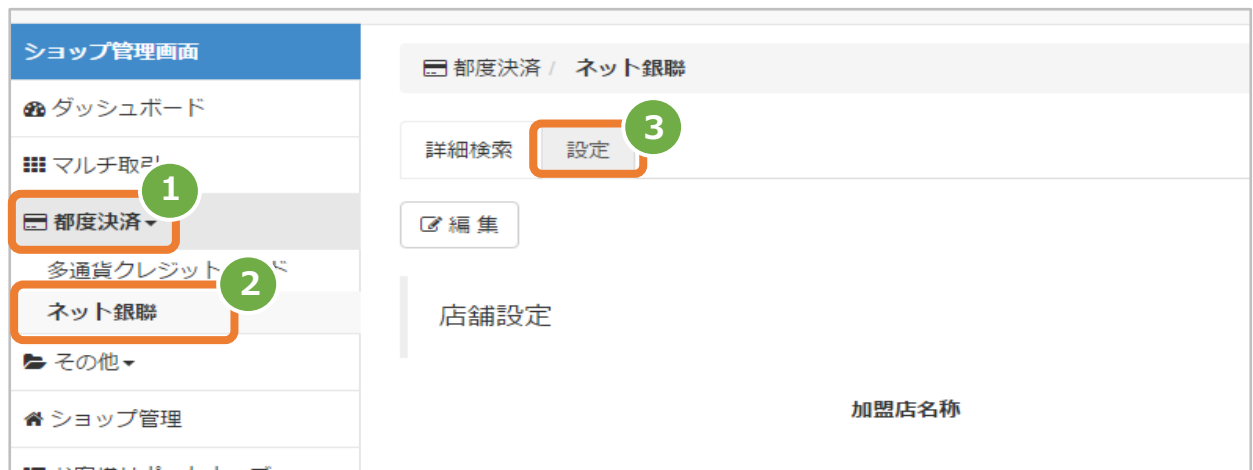 ショップ管理画面
ダッシュボード
マルチ取引
1
都度決済
多通貨クレジット
2
ネット銀聯
その他
ショップ管理
都度決済 / ネット銀聯
詳細検索
設定
3
編 集
店舗設定
加盟店名称